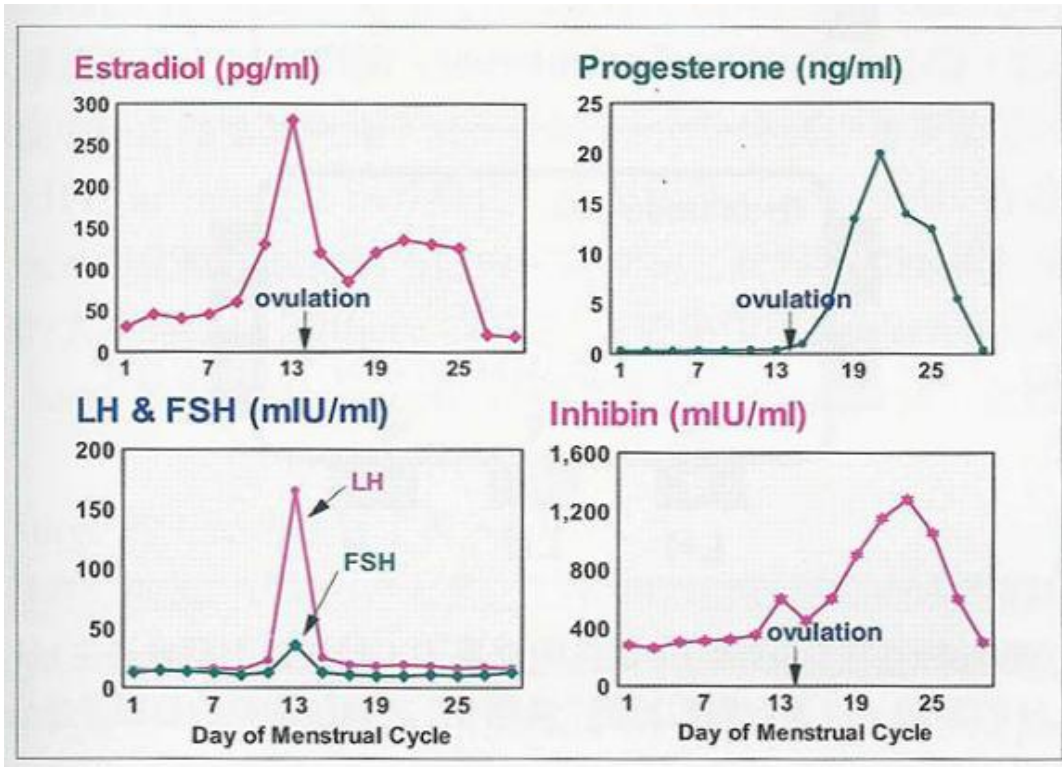 Estradiol (pg/ml)
300
250
200
150
100
50
0
ovulation
1 7 13 19 25
Progesterone (ng/ml)
25
20
15
10
5
0
ovulation
1 7 13 19 25
LH & FSH (mIU/ml)
200
150
100
50
0
LH
FSH
1 7 13 19 25
Day of Menstrual Cycle
Inhibin (mIU/ml)
1,600
1,200
800
400
0
ovulation
1 7 13 19 25
Day of Menstrual Cycle